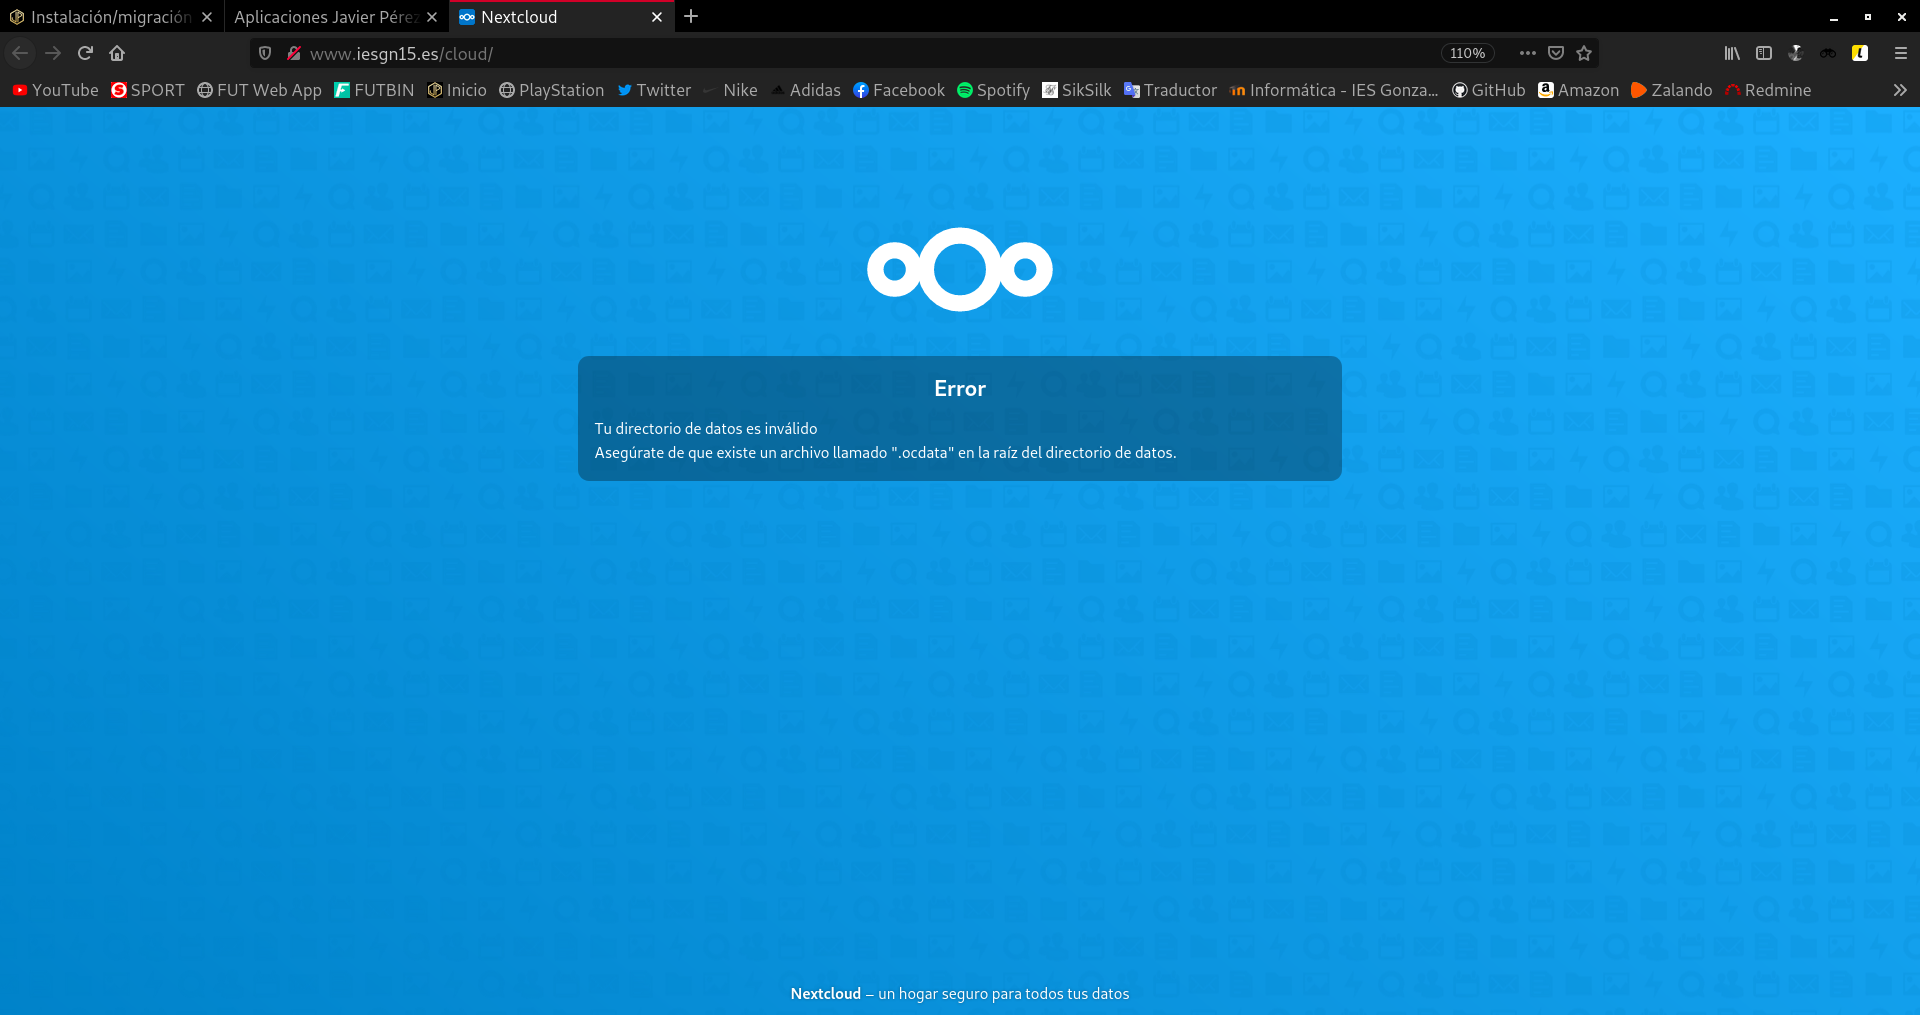 Instalación/migración
Aplicaciones Javier Pérez
Nextcloud
www.iesgn15.es/cloud/
110%
YouTube
SPORT
FUT Web App
FUTBIN
Inicio
PlayStation
Twitter
Nike
Adidas
Facebook
Spotify
SikSilk
Traductor
Informática - IES Gonza...
GitHub
Amazon
Zalando
Redmine
Error
Tu directorio de datos es inválido
Asegúrate de que existe un archivo llamado ".ocdata" en la raíz del directorio de datos.
Nextcloud – un hogar seguro para todos tus datos